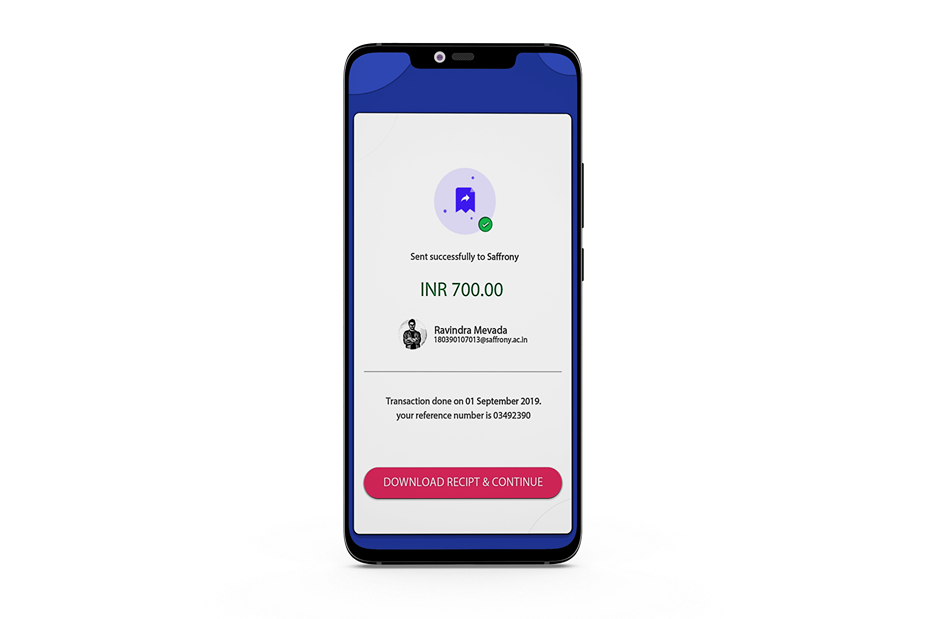 Sent successfully to Saffrony
INR 700.00
Ravindra Mevada
180390107013@saffrony.ac.in
Transaction done on 01 September 2019.
your reference number is 03492390
DOWNLOAD RECIPT & CONTINUE